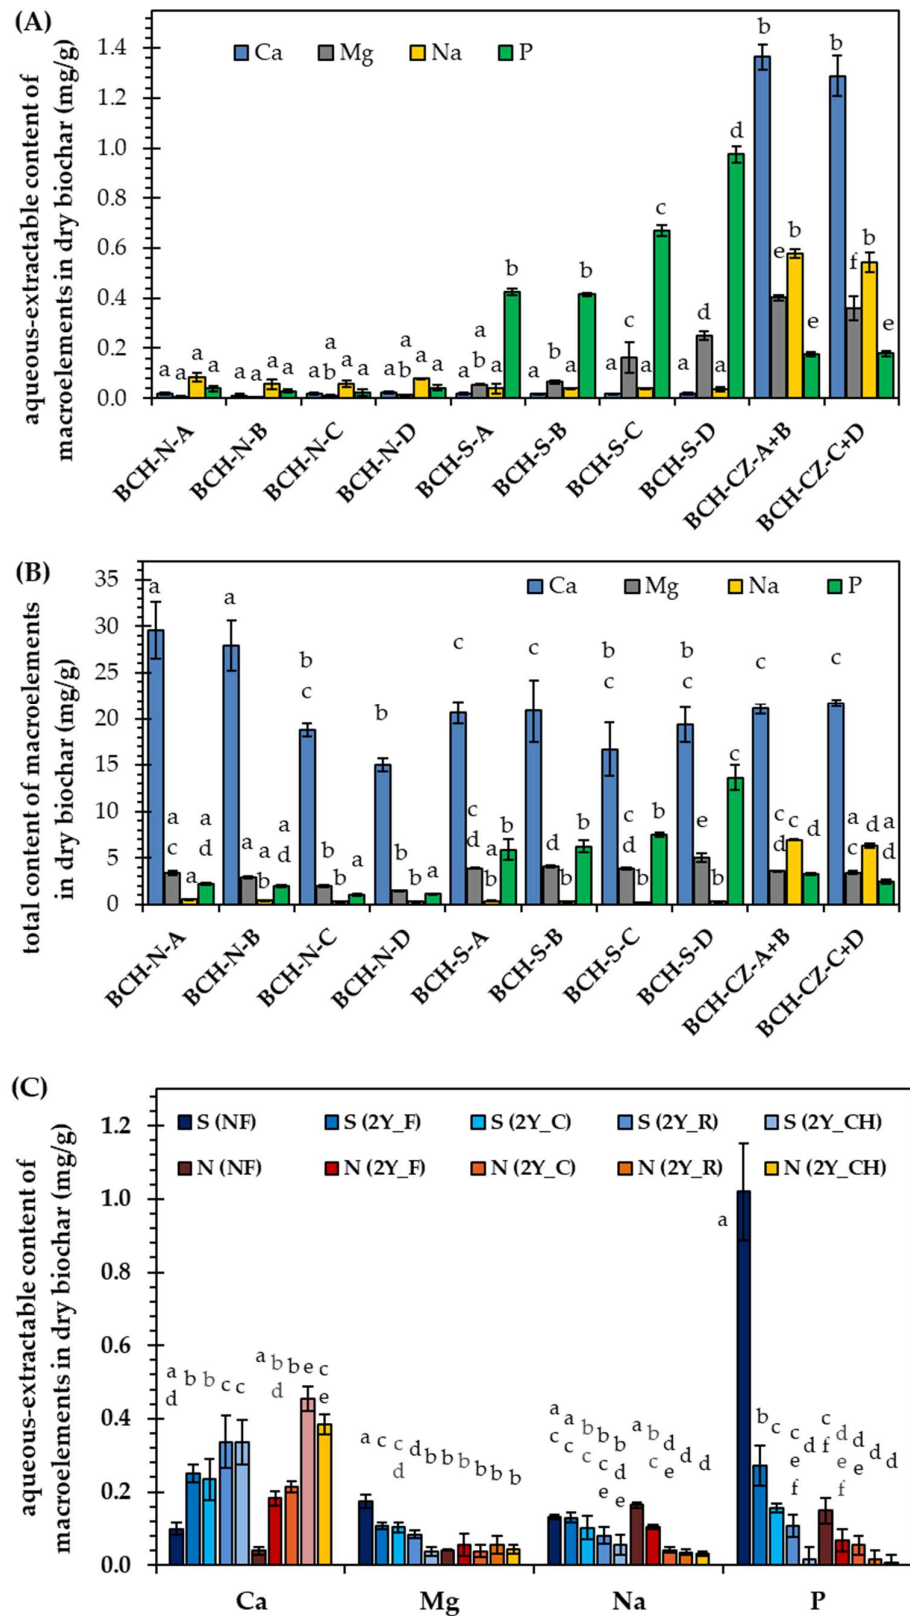 (A)
aqueous-extractable content of
macroelements in dry biochar (mg/g)
Ca Mg Na P
1.4
1.2
1.0
0.8
0.6
0.4
0.2
0.0
a a a a
a a a a
a a b a a
a a b a a
a a b a b
a b a b
a c a c
a d a d
b e b e
b f b e
BCH-N-A
BCH-N-B
BCH-N-C
BCH-N-D
BCH-S-A
BCH-S-B
BCH-S-C
BCH-S-D
BCH-CZ-A+B
BCH-CZ-C+D
(B)
total content of macroelements
in dry biochar (mg/g)
Ca Mg Na P
35
30
25
20
15
10
5
0
a a c a a d
a a a b a d
b c b b a
b b b a
c c d a b b
c d b b
b c c d b b
b c e b c
c c d c d
c a c d a d
BCH-N-A
BCH-N-B
BCH-N-C
BCH-N-D
BCH-S-A
BCH-S-B
BCH-S-C
BCH-S-D
BCH-CZ-A+B
BCH-CZ-C+D
(C)
aqueous-extractable content of
macroelements in dry biochar (mg/g)
S (NF) S (2Y_F) S (2Y_C) S (2Y_R) S (2Y_CH)
N (NF) N (2Y_F) N (2Y_C) N (2Y_R) N (2Y_CH)
1.2
1.0
0.8
0.6
0.4
0.2
0.0
a d b b c c a b d b e c e
a c c d d b b b b b b
a c a c b c b c e b d e a b c d e d d
a b c c e f d c f d e f d e d d
Ca
Mg
Na
P